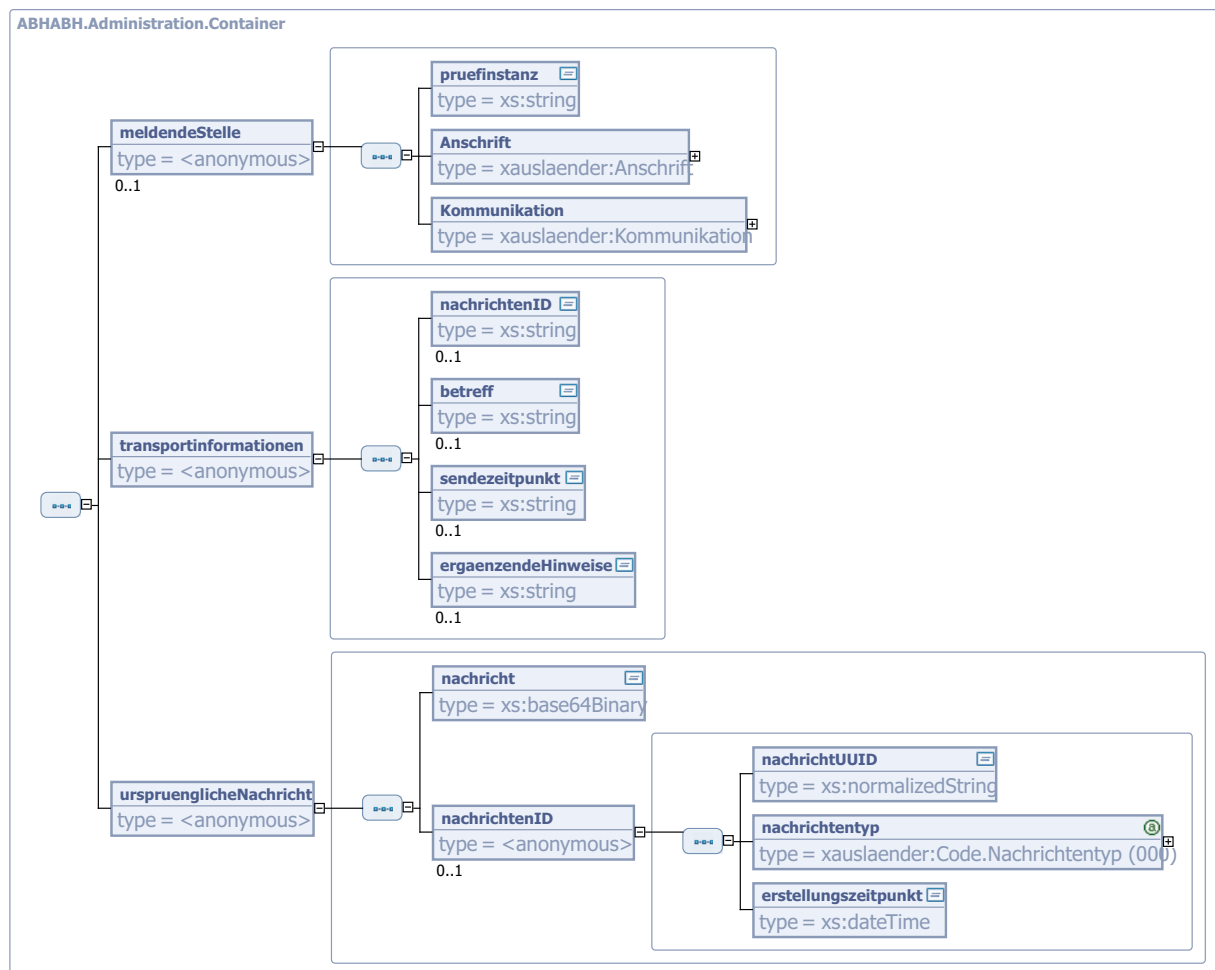 ABHABH.Administration.Container
pruefinstanz
type = xs:string
meldendeStelle
type = <anonymous>
0..1
Anschrift
type = xauslaender:Anschrift
Kommunikation
type = xauslaender:Kommunikation
nachrichtenID
type = xs:string
0..1
betreff
type = xs:string
0..1
transportinformationen
type = <anonymous>
sendezeitpunkt
type = xs:string
0..1
ergaenzendeHinweise
type = xs:string
0..1
nachricht
type = xs:base64Binary
urspruenglicheNachricht
type = <anonymous>
nachrichtenID
type = <anonymous>
0..1
nachrichtUUID
type = xs:normalizedString
nachrichtentyp
type = xauslaender:Code.Nachrichtentyp (000)
erstellungszeitpunkt
type = xs:dateTime